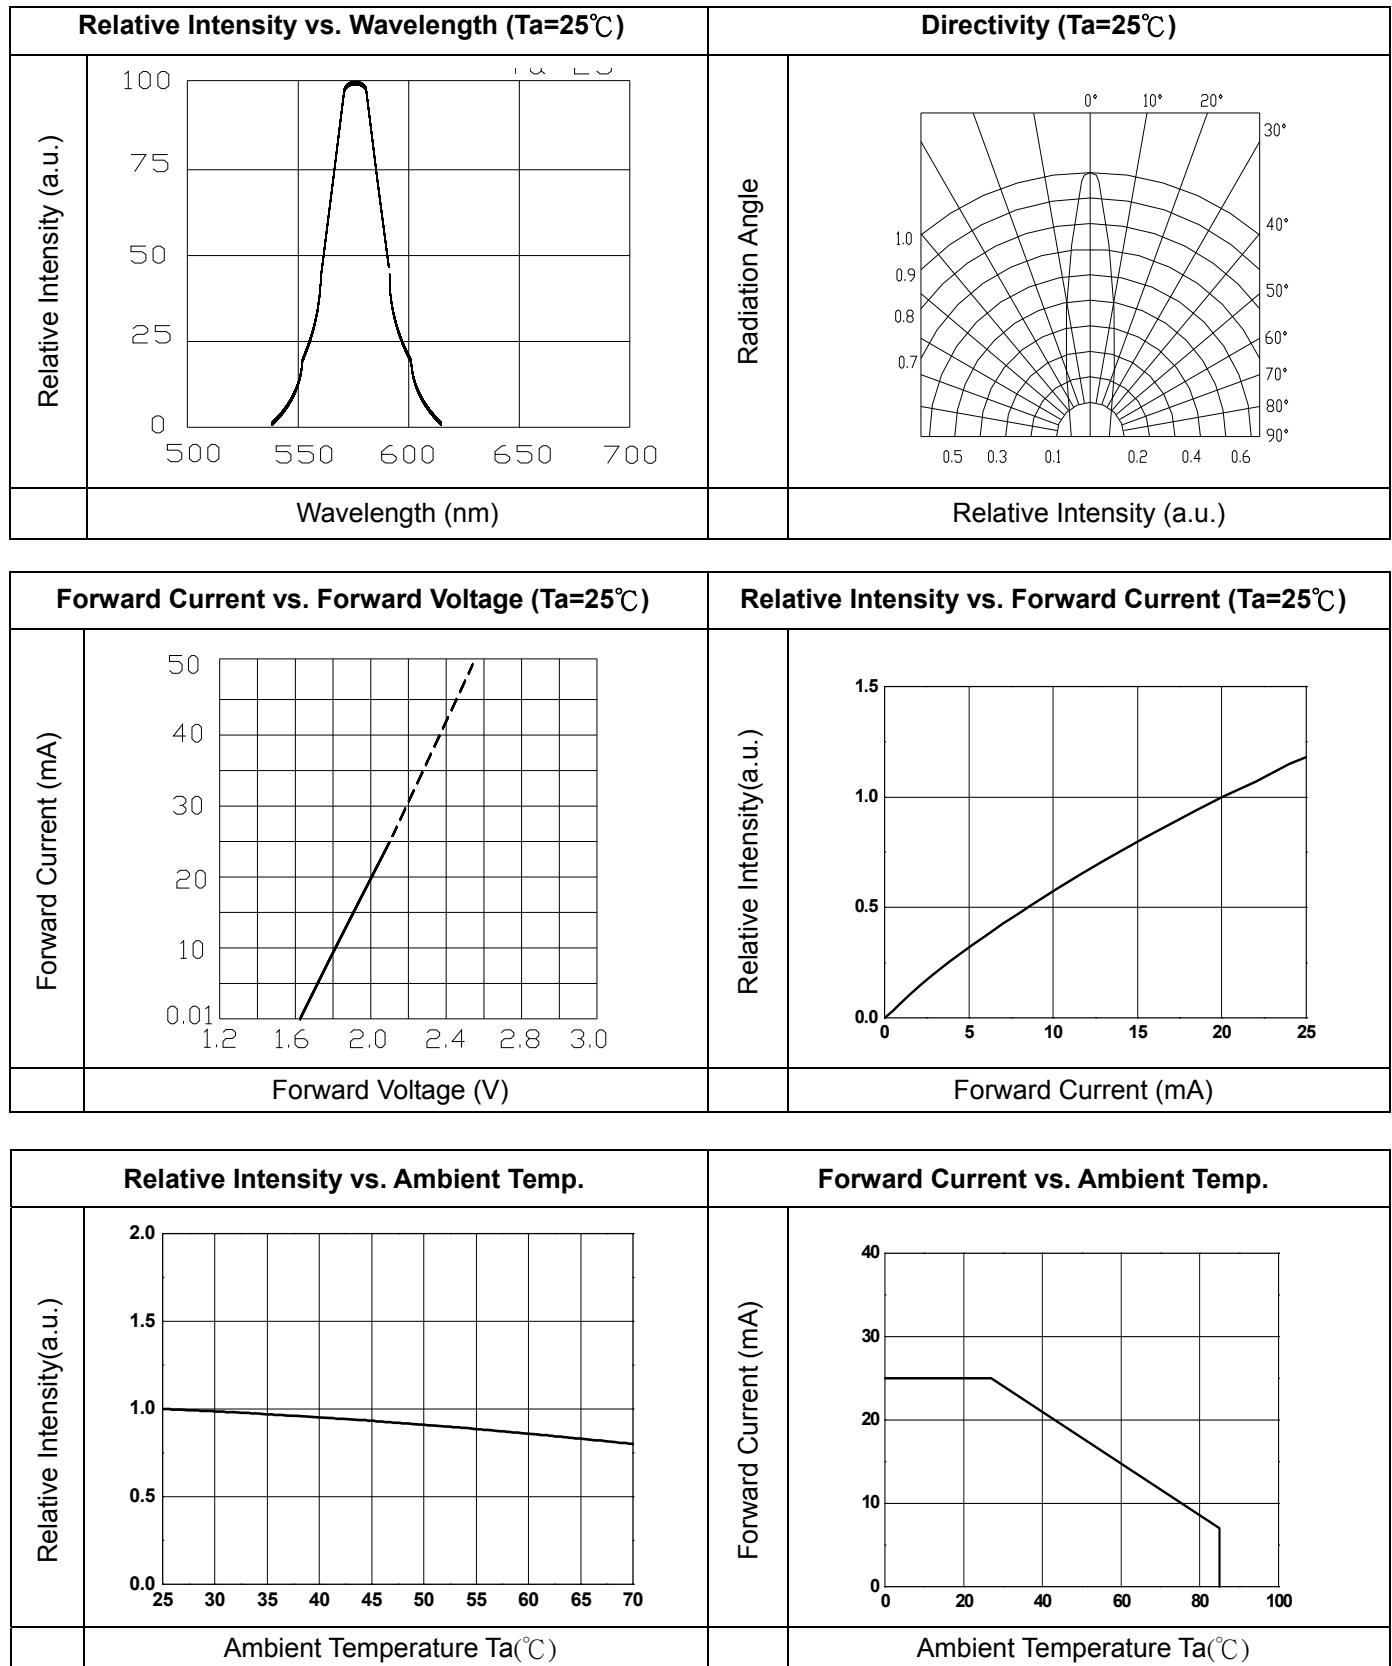 Relative Intensity vs. Wavelength (Ta=25℃)
Directivity (Ta=25℃)
Relative Intensity (a.u.)
100
75
50
25
0
500 550 600 650 700
Wavelength (nm)
Radiation Angle
0° 10° 20°
30°
40°
50°
60°
70°
80°
90°
1.0
0.9
0.8
0.7
0.5 0.3 0.1 0.2 0.4 0.6
Relative Intensity (a.u.)
Forward Current vs. Forward Voltage (Ta=25℃)
Relative Intensity vs. Forward Current (Ta=25℃)
Forward Current (mA)
50
40
30
20
10
0.01
1.2 1.6 2.0 2.4 2.8 3.0
Forward Voltage (V)
Relative Intensity(a.u.)
1.5
1.0
0.5
0.0
0 5 10 15 20 25
Forward Current (mA)
Relative Intensity vs. Ambient Temp.
Forward Current vs. Ambient Temp.
Relative Intensity(a.u.)
2.0
1.5
1.0
0.5
0.0
25 30 35 40 45 50 55 60 65 70
Ambient Temperature Ta(℃)
Forward Current (mA)
40
30
20
10
0
0 20 40 60 80 100
Ambient Temperature Ta(℃)